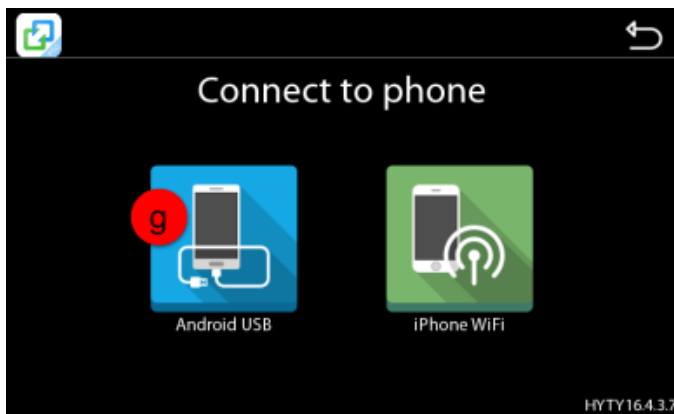 Connect to phone
g
Android USB
iPhone WiFi
HYTY16.4.3.7